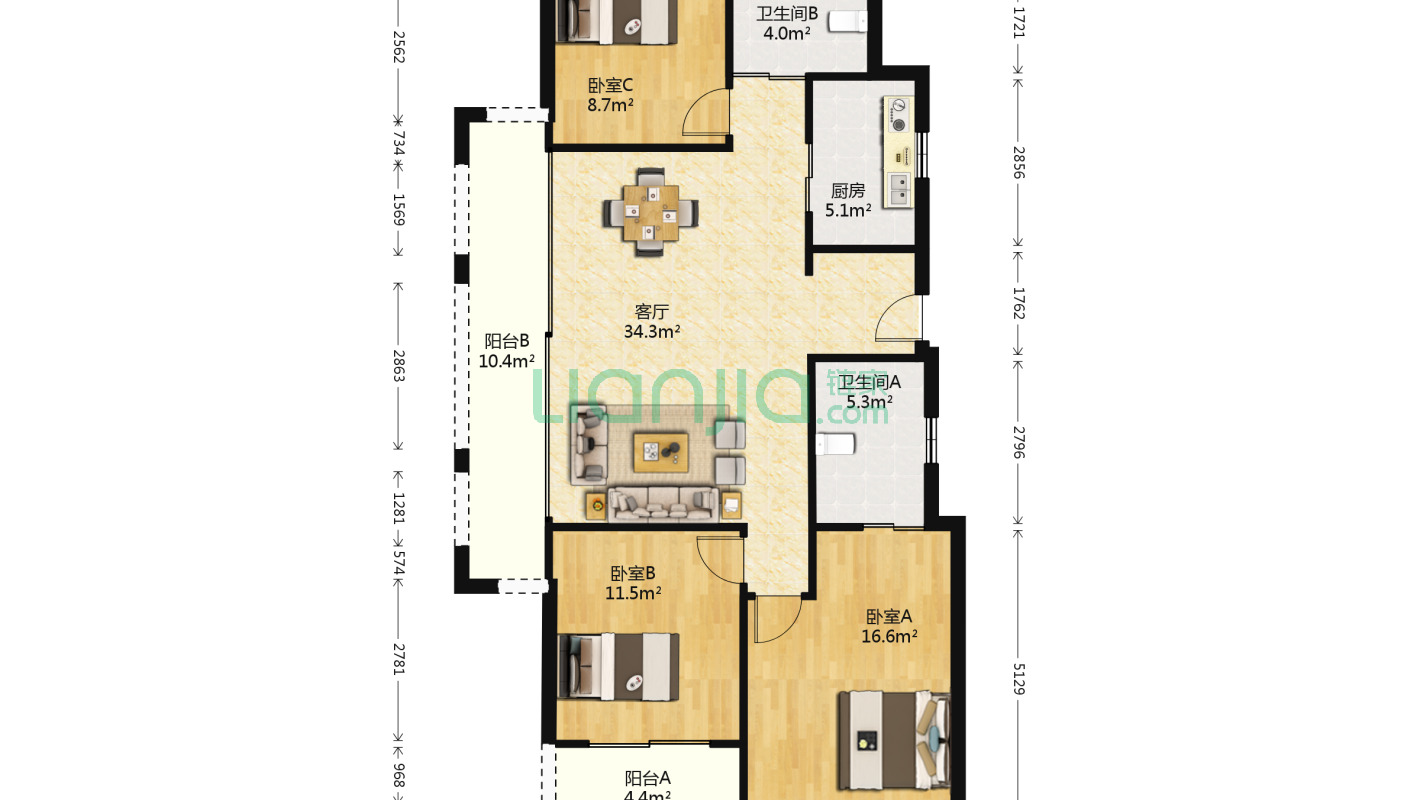 卫生间B
4.0m²
1721
2562
卧室C
8.7m²
734
2856
厨房
5.1m²
1569
1762
客厅
34.3m²
阳台B
10.4m²
2863
Lianjia.com
链家
卫生间A
5.3m²
2796
1281
574
卧室B
11.5m²
卧室A
16.6m²
2781
5129
968
阳台A
4.4m²